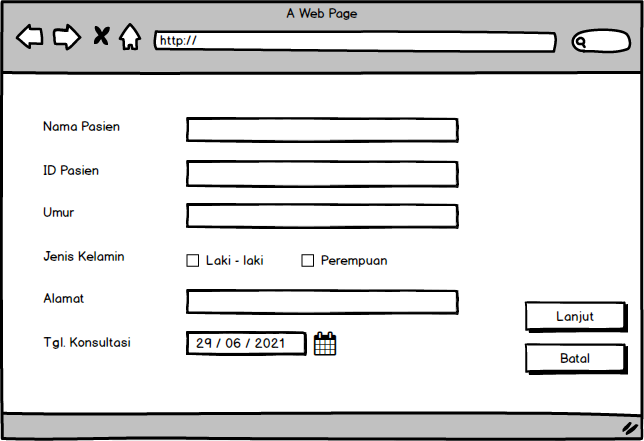 A Web Page
http://
Nama Pasien
ID Pasien
Umur
Jenis Kelamin
Laki - laki
Perempuan
Alamat
Tgl. Konsultasi
29 / 06 / 2021
Lanjut
Batal